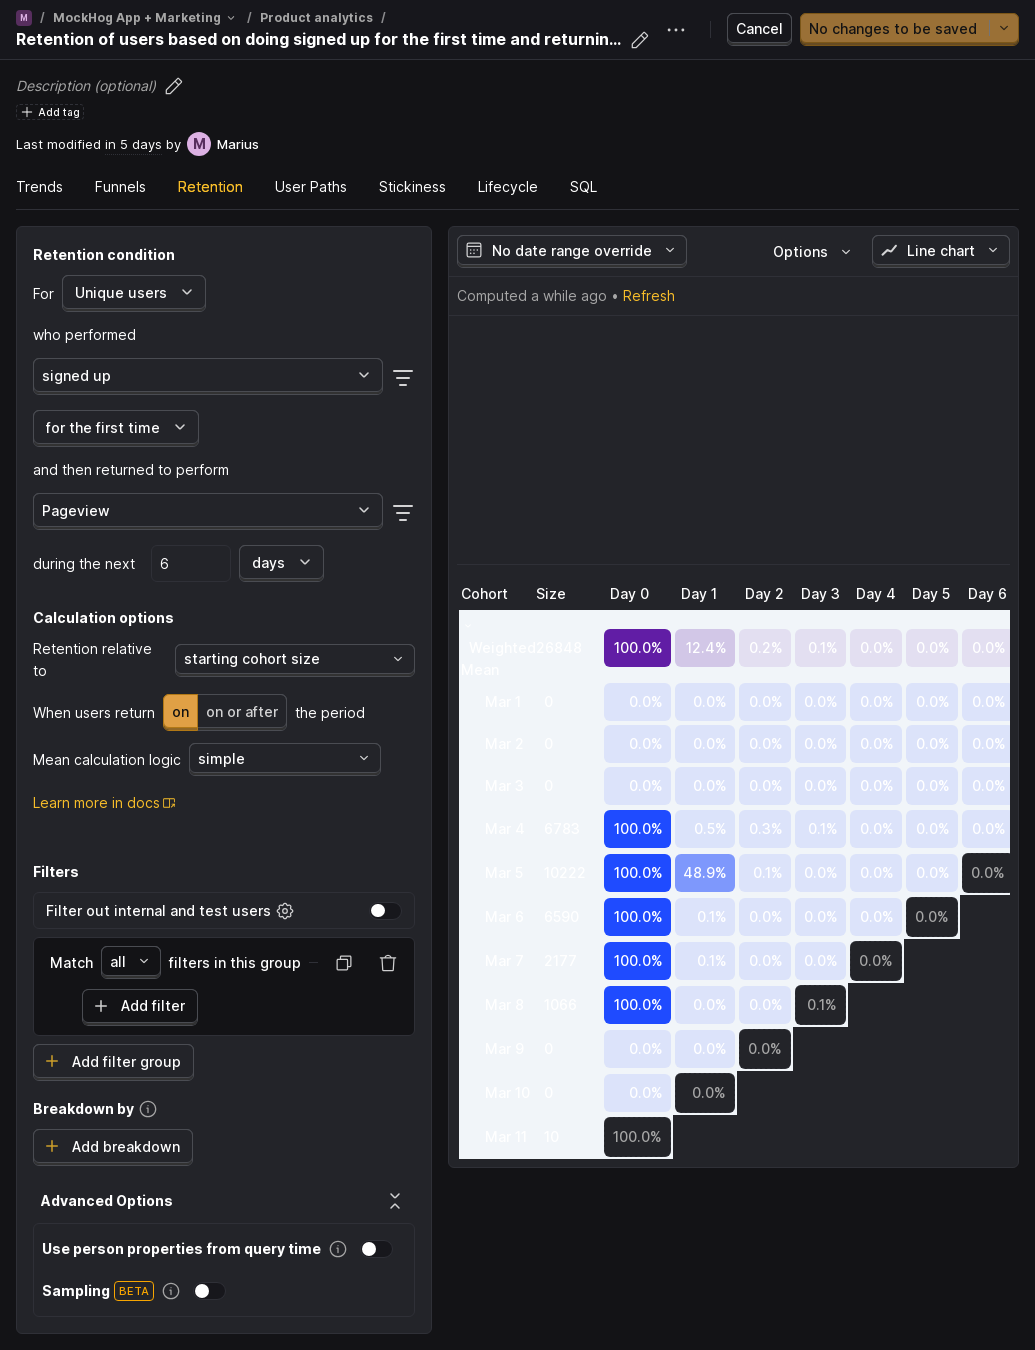 M / MockHog App + Marketing / Product analytics /
Retention of users based on doing signed up for the first time and returnin...
Cancel
No changes to be saved
Description (optional)
Add tag
Last modified in 5 days by M Marius
Trends Funnels Retention User Paths Stickiness Lifecycle SQL
Retention condition
For Unique users
who performed
signed up
for the first time
and then returned to perform
Pageview
during the next 6 days
Calculation options
Retention relative
to
starting cohort size
When users return on on or after the period
Mean calculation logic simple
Learn more in docs
Filters
Filter out internal and test users
Match all filters in this group
Add filter
Add filter group
Breakdown by
Add breakdown
Advanced Options
Use person properties from query time
Sampling BETA
No date range override
Options
Line chart
Computed a while ago • Refresh
Cohort Size Day 0 Day 1 Day 2 Day 3 Day 4 Day 5 Day 6
Weighted 26848 100.0% 12.4% 0.2% 0.1% 0.0% 0.0% 0.0%
Mean
Mar 1 0 0.0% 0.0% 0.0% 0.0% 0.0% 0.0% 0.0%
Mar 2 0 0.0% 0.0% 0.0% 0.0% 0.0% 0.0% 0.0%
Mar 3 0 0.0% 0.0% 0.0% 0.0% 0.0% 0.0% 0.0%
Mar 4 6783 100.0% 0.5% 0.3% 0.1% 0.0% 0.0% 0.0%
Mar 5 10222 100.0% 48.9% 0.1% 0.0% 0.0% 0.0% 0.0%
Mar 6 6590 100.0% 0.1% 0.0% 0.0% 0.0% 0.0%
Mar 7 2177 100.0% 0.1% 0.0% 0.0% 0.0%
Mar 8 1066 100.0% 0.0% 0.0% 0.1%
Mar 9 0 0.0% 0.0% 0.0%
Mar 10 0 0.0% 0.0%
Mar 11 10 100.0%